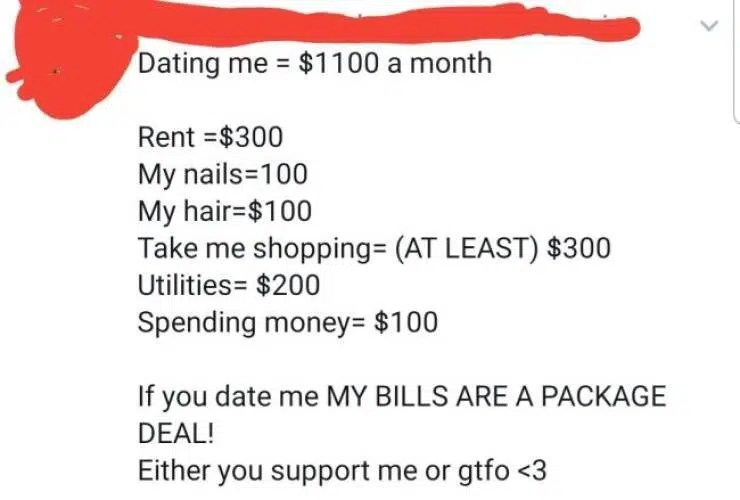 Dating me = $1100 a month
Rent =$300
My nails=100
My hair=$100
Take me shopping= (AT LEAST) $300
Utilities= $200
Spending money= $100
If you date me MY BILLS ARE A PACKAGE
DEAL!
Either you support me or gtfo <3